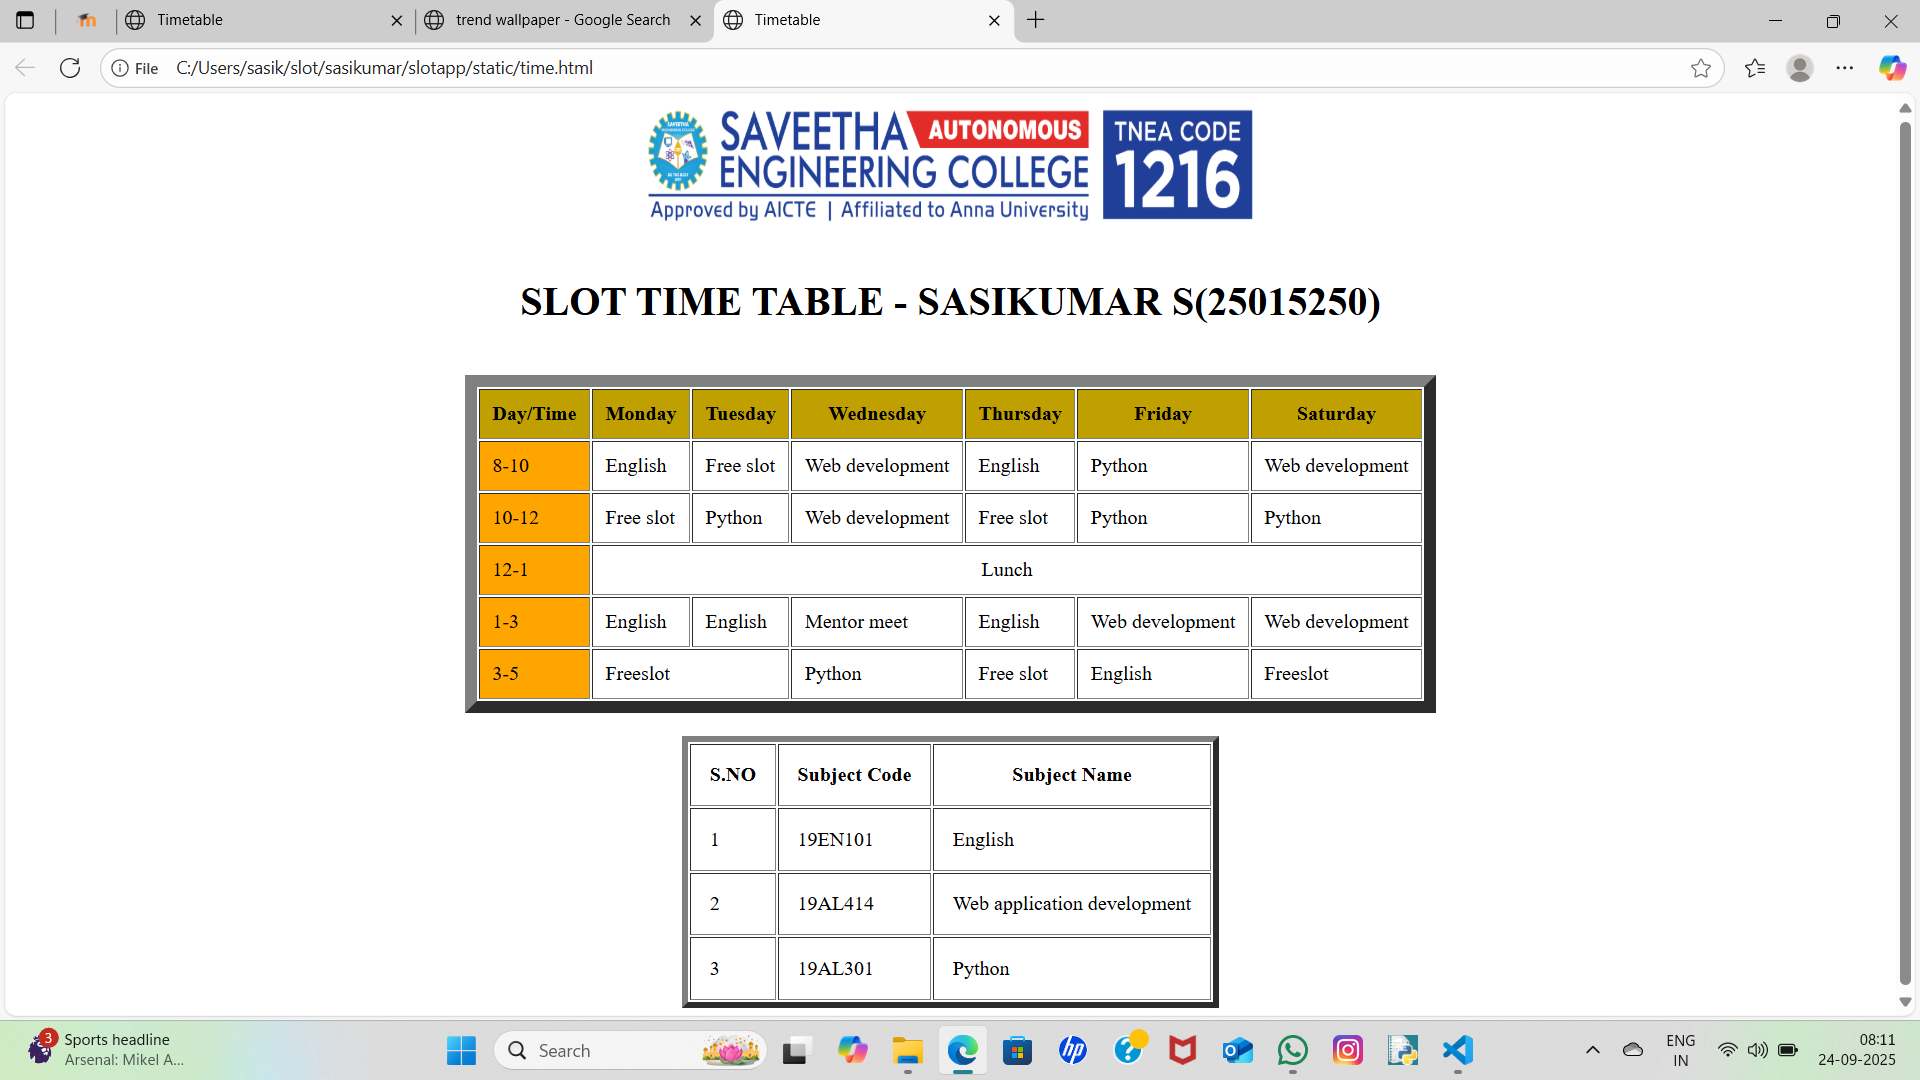 Timetable
trend wallpaper - Google Search
Timetable
File C:/Users/sasik/slot/sasikumar/slotapp/static/time.html
SAVEETHA AUTONOMOUS
ENGINEERING COLLEGE
Approved by AICTE | Affiliated to Anna University
TNEA CODE
1216
SLOT TIME TABLE - SASIKUMAR S(25015250)
Day/Time Monday Tuesday Wednesday Thursday Friday Saturday
8-10 English Free slot Web development English Python Web development
10-12 Free slot Python Web development Free slot Python Python
12-1 Lunch
1-3 English English Mentor meet English Web development Web development
3-5 Freeslot Python Free slot English Freeslot
S.NO Subject Code Subject Name
1 19EN101 English
2 19AL414 Web application development
3 19AL301 Python
3
Sports headline
Arsenal: Mikel A...
Search
hp
ENG
IN
08:11
24-09-2025